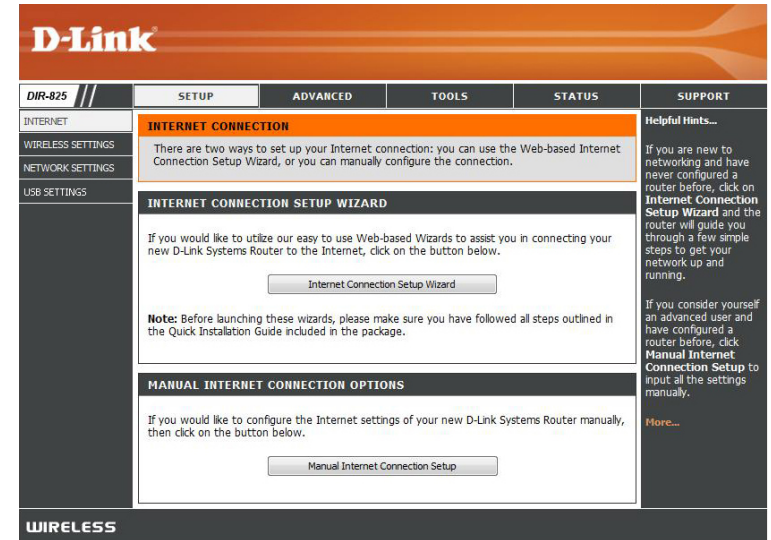 D-Link
DIR-825
SETUP
ADVANCED
TOOLS
STATUS
SUPPORT
INTERNET
WIRELESS SETTINGS
NETWORK SETTINGS
USB SETTINGS
INTERNET CONNECTION
There are two ways to set up your Internet connection: you can use the Web-based Internet
Connection Setup Wizard, or you can manually configure the connection.
INTERNET CONNECTION SETUP WIZARD
If you would like to utilize our easy to use Web-based Wizards to assist you in connecting your
new D-Link Systems Router to the Internet, click on the button below.
Internet Connection Setup Wizard
Note: Before launching these wizards, please make sure you have followed all steps outlined in
the Quick Installation Guide included in the package.
MANUAL INTERNET CONNECTION OPTIONS
If you would like to configure the Internet settings of your new D-Link Systems Router manually,
then click on the button below.
Manual Internet Connection Setup
Helpful Hints...
If you are new to
networking and have
never configured a
router before, click on
Internet Connection
Setup Wizard and the
router will guide you
through a few simple
steps to get your
network up and
running.
If you consider yourself
an advanced user and
have configured a
router before, click
Manual Internet
Connection Setup to
input all the settings
manually.
More...
WIRELESS